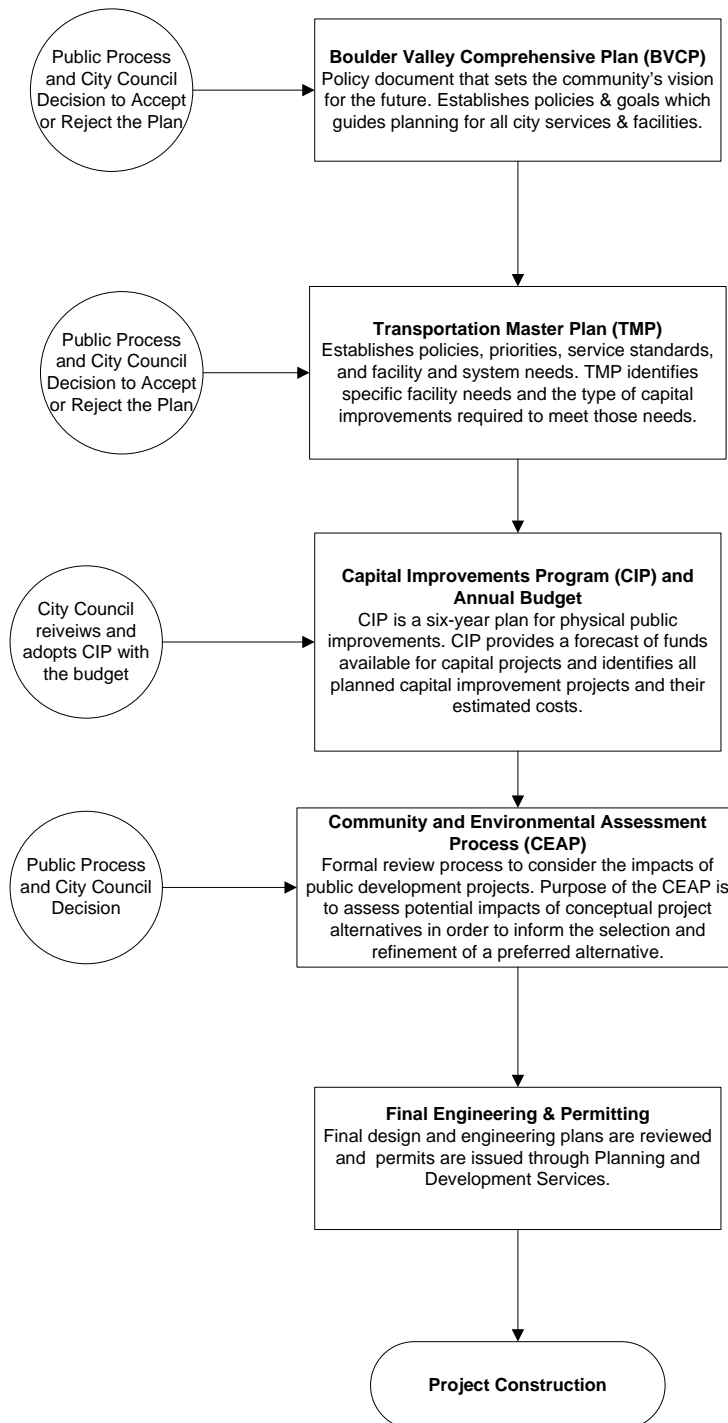 Public Process
and City Council
Decision to Accept
or Reject the Plan
Boulder Valley Comprehensive Plan (BVCP)
Policy document that sets the community's vision
for the future. Establishes policies & goals which
guides planning for all city services & facilities.
Public Process
and City Council
Decision to Accept
or Reject the Plan
Transportation Master Plan (TMP)
Establishes policies, priorities, service standards,
and facility and system needs. TMP identifies
specific facility needs and the type of capital
improvements required to meet those needs.
City Council
reiveiws and
adopts CIP with
the budget
Capital Improvements Program (CIP) and
Annual Budget
CIP is a six-year plan for physical public
improvements. CIP provides a forecast of funds
available for capital projects and identifies all
planned capital improvement projects and their
estimated costs.
Public Process
and City Council
Decision
Community and Environmental Assessment
Process (CEAP)
Formal review process to consider the impacts of
public development projects. Purpose of the CEAP is
to assess potential impacts of conceptual project
alternatives in order to inform the selection and
refinement of a preferred alternative.
Final Engineering & Permitting
Final design and engineering plans are reviewed
and permits are issued through Planning and
Development Services.
Project Construction